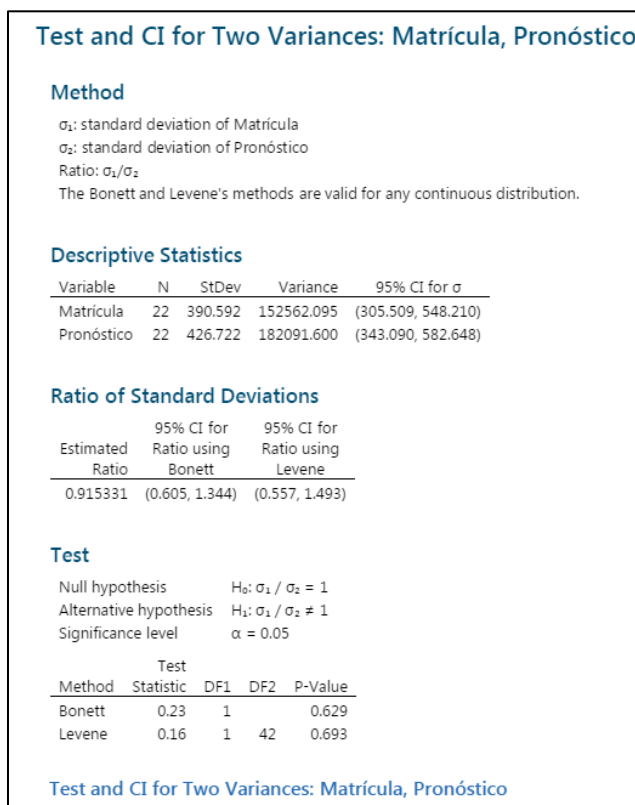 Test and CI for Two Variances: Matrícula, Pronóstico
Method
σ₁: standard deviation of Matrícula
σ₂: standard deviation of Pronóstico
Ratio: σ₁/σ₂
The Bonett and Levene's methods are valid for any continuous distribution.
Descriptive Statistics
Variable N StDev Variance 95% CI for σ
Matrícula 22 390.592 152562.095 (305.509, 548.210)
Pronóstico 22 426.722 182091.600 (343.090, 582.648)
Ratio of Standard Deviations
95% CI for 95% CI for
Estimated Ratio using Ratio using
Ratio Bonett Levene
0.915331 (0.605, 1.344) (0.557, 1.493)
Test
Null hypothesis H₀: σ₁ / σ₂ = 1
Alternative hypothesis H₁: σ₁ / σ₂ ≠ 1
Significance level α = 0.05
Test
Method Statistic DF1 DF2 P-Value
Bonett 0.23 1 0.629
Levene 0.16 1 42 0.693
Test and CI for Two Variances: Matrícula, Pronóstico